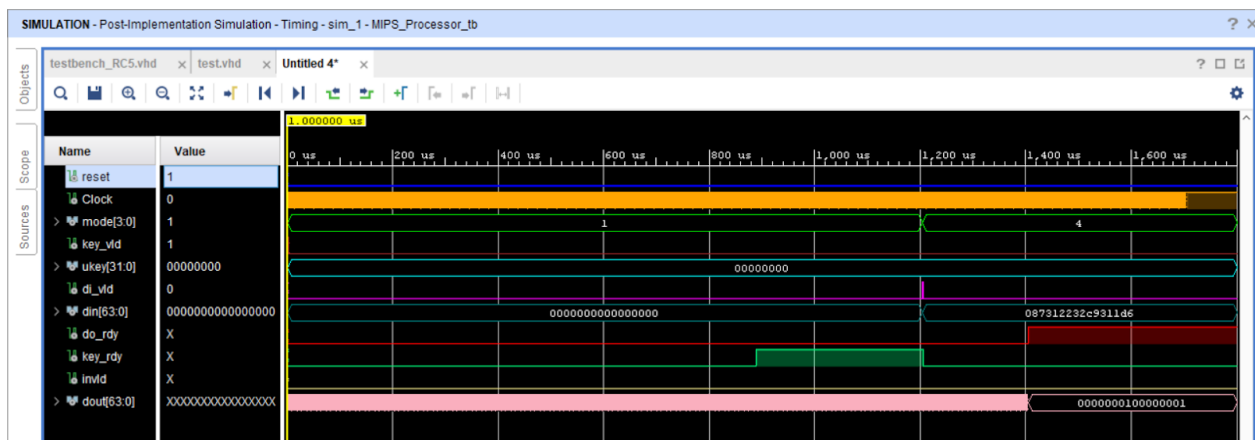 SIMULATION - Post-Implementation Simulation - Timing - sim_1 - MIPS_Processor_tb
Objects
Scope
Sources
testbench_RC5.vhd × test.vhd × Untitled 4* ×
1.000000 us
Name Value
0 us 200 us 400 us 600 us 800 us 1,000 us 1,200 us 1,400 us 1,600 us
reset 1
Clock 0
mode[3:0] 1 1 4
key_vld 1
ukey[31:0] 00000000 00000000
di_vld 0
din[63:0] 0000000000000000 0000000000000000 087312232c9311d6
do_rdy X
key_rdy X
invld X
dout[63:0] XXXXXXXXXXXXXXXX 0000000100000001